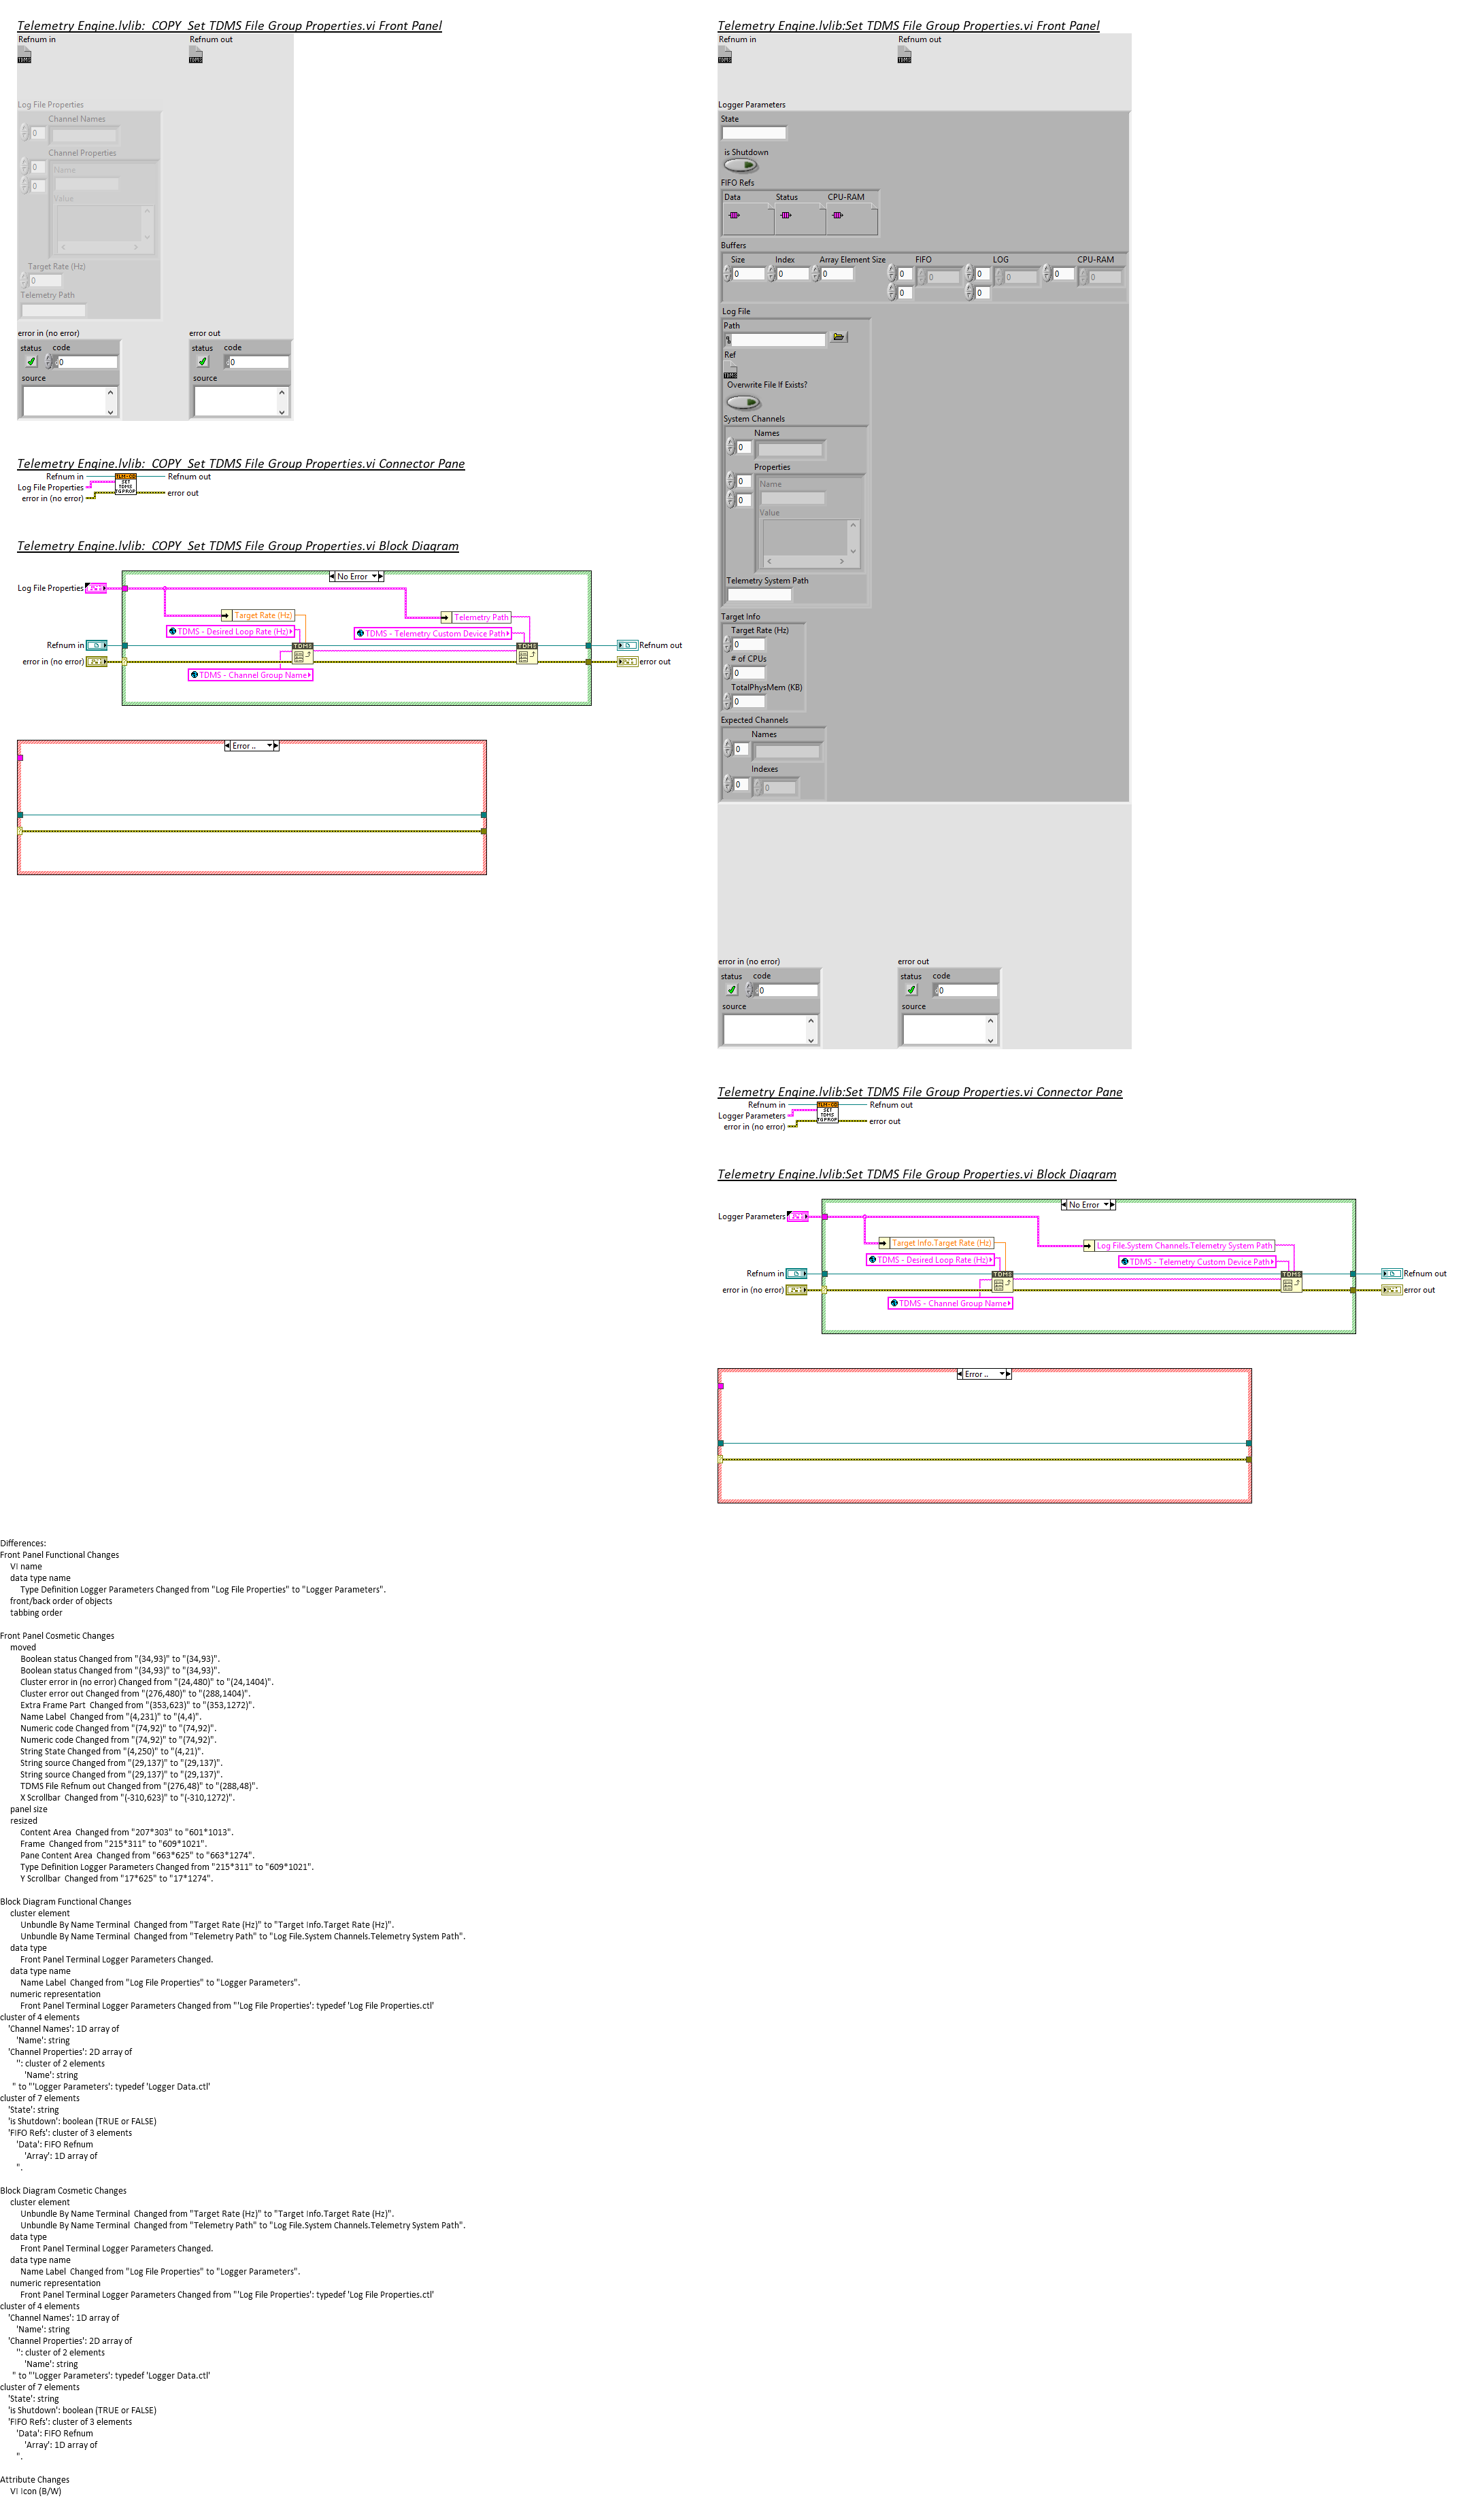 Telemetry Engine.lvlib:_COPY_Set TDMS File Group Properties.vi Front Panel
Refnum in
Refnum out
TDMS
TDMS
Log File Properties
Channel Names
0
Channel Properties
0
0
Name
Value
Target Rate (Hz)
0
Telemetry Path
error in (no error)
error out
status code
0
source
status code
0
source
Telemetry Engine.lvlib:_COPY_Set TDMS File Group Properties.vi Connector Pane
Refnum in
Log File Properties
error in (no error)
TLM-CD
SET
TDMS
TGPROP
Refnum out
error out
Telemetry Engine.lvlib:_COPY_Set TDMS File Group Properties.vi Block Diagram
No Error
Log File Properties
Target Rate (Hz)
Telemetry Path
TDMS - Desired Loop Rate (Hz)
TDMS - Telemetry Custom Device Path
Refnum in
TDMS
TDMS
Refnum out
error in (no error)
error out
TDMS - Channel Group Name
Error ..
Telemetry Engine.lvlib:Set TDMS File Group Properties.vi Front Panel
Refnum in
Refnum out
TDMS
TDMS
Logger Parameters
State
is Shutdown
FIFO Refs
Data Status CPU-RAM
Buffers
Size Index Array Element Size FIFO LOG CPU-RAM
0 0 0 0 0 0 0 0 0
0 0
Log File
Path
Ref
TDMS
Overwrite File If Exists?
System Channels
Names
0
Properties
0
0
Name
Value
Telemetry System Path
Target Info
Target Rate (Hz)
0
# of CPUs
0
TotalPhysMem (KB)
0
Expected Channels
Names
0
Indexes
0 0
error in (no error)
error out
status code
0
source
status code
0
source
Telemetry Engine.lvlib:Set TDMS File Group Properties.vi Connector Pane
Refnum in
Logger Parameters
error in (no error)
TLM-CD
SET
TDMS
TGPROP
Refnum out
error out
Telemetry Engine.lvlib:Set TDMS File Group Properties.vi Block Diagram
No Error
Logger Parameters
Target Info.Target Rate (Hz)
Log File.System Channels.Telemetry System Path
TDMS - Desired Loop Rate (Hz)
TDMS - Telemetry Custom Device Path
Refnum in
TDMS
TDMS
Refnum out
error in (no error)
error out
TDMS - Channel Group Name
Error ..
Differences:
Front Panel Functional Changes
VI name
data type name
Type Definition Logger Parameters Changed from "Log File Properties" to "Logger Parameters".
front/back order of objects
tabbing order
Front Panel Cosmetic Changes
moved
Boolean status Changed from "(34,93)" to "(34,93)".
Boolean status Changed from "(34,93)" to "(34,93)".
Cluster error in (no error) Changed from "(24,480)" to "(24,1404)".
Cluster error out Changed from "(276,480)" to "(288,1404)".
Extra Frame Part  Changed from "(353,623)" to "(353,1272)".
Name Label  Changed from "(4,231)" to "(4,4)".
Numeric code Changed from "(74,92)" to "(74,92)".
Numeric code Changed from "(74,92)" to "(74,92)".
String State Changed from "(4,250)" to "(4,21)".
String source Changed from "(29,137)" to "(29,137)".
String source Changed from "(29,137)" to "(29,137)".
TDMS File Refnum out Changed from "(276,48)" to "(288,48)".
X Scrollbar  Changed from "(-310,623)" to "(-310,1272)".
panel size
resized
Content Area  Changed from "207*303" to "601*1013".
Frame  Changed from "215*311" to "609*1021".
Pane Content Area  Changed from "663*625" to "663*1274".
Type Definition Logger Parameters Changed from "215*311" to "609*1021".
Y Scrollbar  Changed from "17*625" to "17*1274".
Block Diagram Functional Changes
cluster element
Unbundle By Name Terminal  Changed from "Target Rate (Hz)" to "Target Info.Target Rate (Hz)".
Unbundle By Name Terminal  Changed from "Telemetry Path" to "Log File.System Channels.Telemetry System Path".
data type
Front Panel Terminal Logger Parameters Changed.
data type name
Name Label  Changed from "Log File Properties" to "Logger Parameters".
numeric representation
Front Panel Terminal Logger Parameters Changed from "'Log File Properties': typedef 'Log File Properties.ctl'
cluster of 4 elements
'Channel Names': 1D array of
'Name': string
'Channel Properties': 2D array of
'': cluster of 2 elements
'Name': string
" to "'Logger Parameters': typedef 'Logger Data.ctl'
cluster of 7 elements
'State': string
'is Shutdown': boolean (TRUE or FALSE)
'FIFO Refs': cluster of 3 elements
'Data': FIFO Refnum
'Array': 1D array of
".
Block Diagram Cosmetic Changes
cluster element
Unbundle By Name Terminal  Changed from "Target Rate (Hz)" to "Target Info.Target Rate (Hz)".
Unbundle By Name Terminal  Changed from "Telemetry Path" to "Log File.System Channels.Telemetry System Path".
data type
Front Panel Terminal Logger Parameters Changed.
data type name
Name Label  Changed from "Log File Properties" to "Logger Parameters".
numeric representation
Front Panel Terminal Logger Parameters Changed from "'Log File Properties': typedef 'Log File Properties.ctl'
cluster of 4 elements
'Channel Names': 1D array of
'Name': string
'Channel Properties': 2D array of
'': cluster of 2 elements
'Name': string
" to "'Logger Parameters': typedef 'Logger Data.ctl'
cluster of 7 elements
'State': string
'is Shutdown': boolean (TRUE or FALSE)
'FIFO Refs': cluster of 3 elements
'Data': FIFO Refnum
'Array': 1D array of
".
Attribute Changes
VI Icon (B/W)